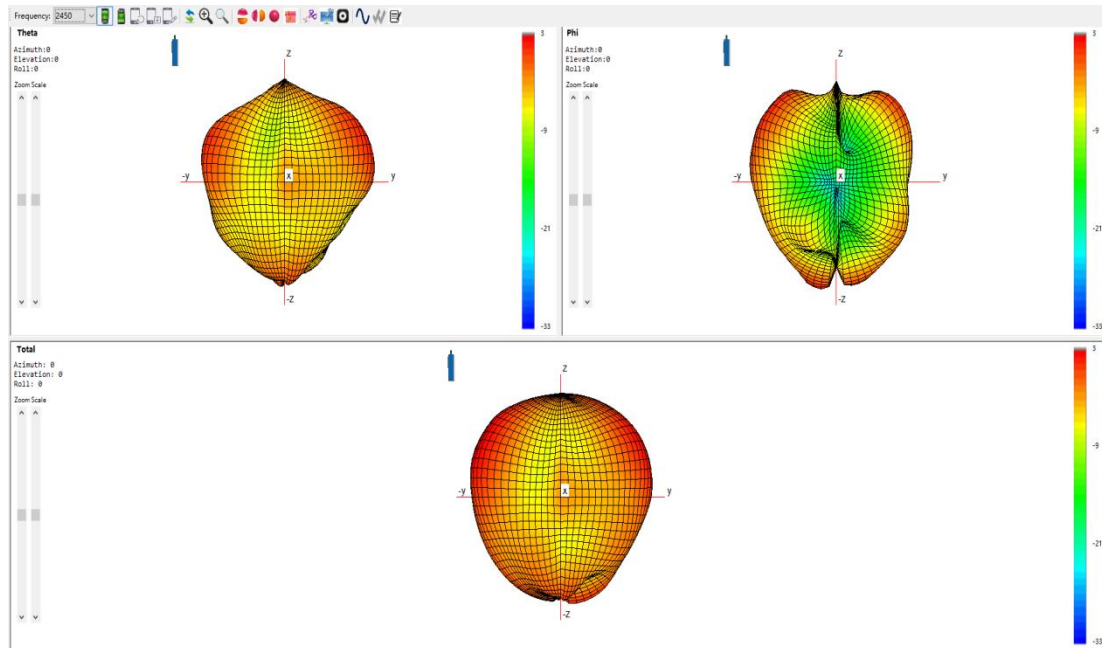 Frequency: 2450
Theta
Azimuth:0
Elevation:0
Roll:0
Zoom Scale
Z
-y
X
y
-Z
3
-9
-21
-33
Phi
Azimuth:0
Elevation:0
Roll:0
Zoom Scale
Z
-y
X
y
-Z
3
-9
-21
-33
Total
Azimuth: 0
Elevation: 0
Roll: 0
Zoom Scale
Z
-y
X
y
-Z
3
-9
-21
-33